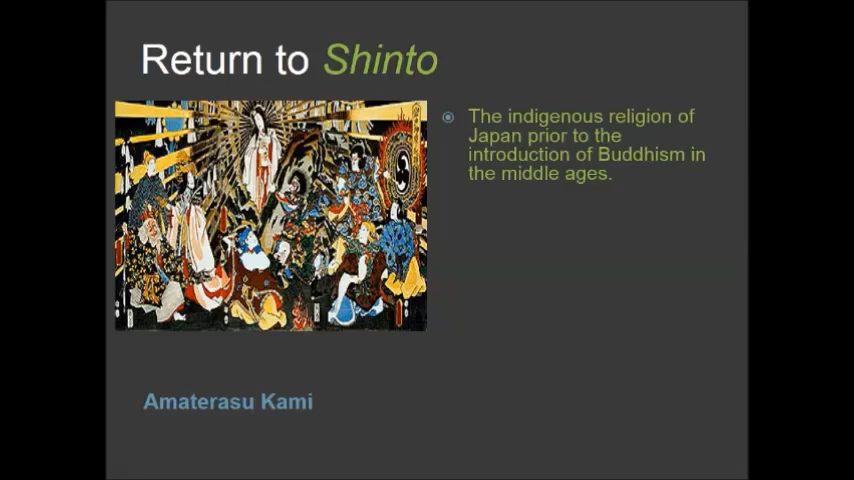 Return to Shinto
The indigenous religion of
Japan prior to the
introduction of Buddhism in
the middle ages.
Amaterasu Kami